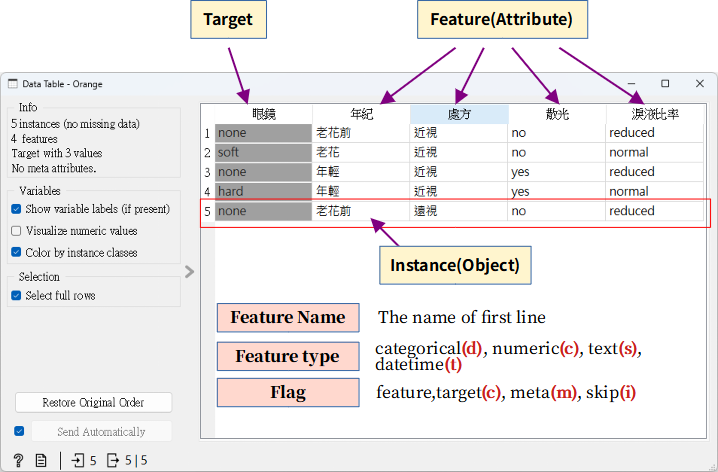 Target
Feature(Attribute)
Data Table - Orange
Info
5 instances (no missing data)
4 features
Target with 3 values
No meta attributes.
Variables
Show variable labels (if present)
Visualize numeric values
Color by instance classes
Selection
Select full rows
Restore Original Order
Send Automatically
5
5 | 5
眼鏡 年紀 處方 散光 淚液比率
1 none 老花前 近視 no reduced
2 soft 老花 近視 no normal
3 none 年輕 近視 yes reduced
4 hard 年輕 近視 yes normal
5 none 老花前 遠視 no reduced
Instance(Object)
Feature Name The name of first line
Feature type categorical(d), numeric(c), text(s),
datetime(t)
Flag feature,target(c), meta(m), skip(i)